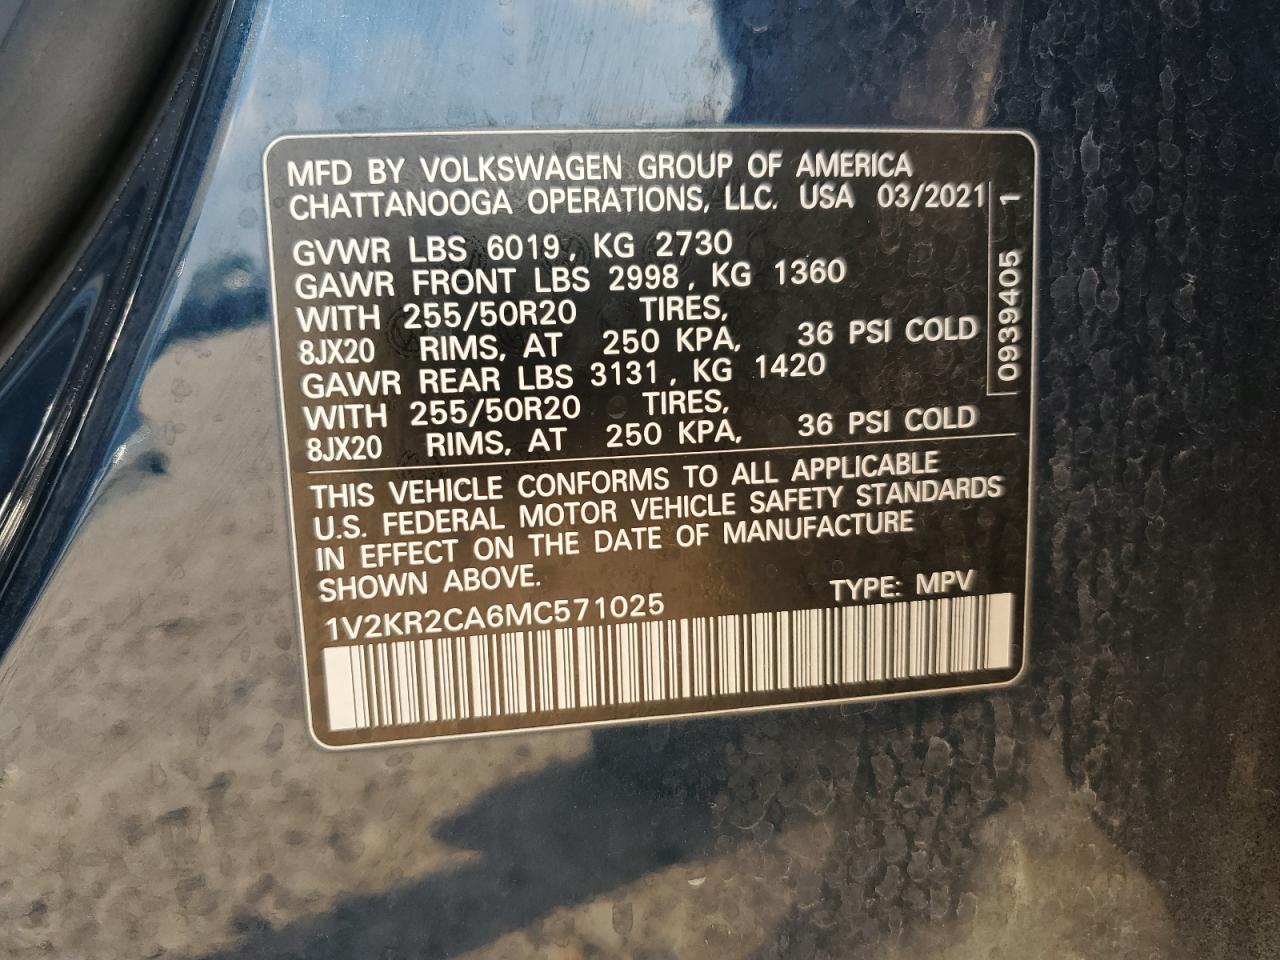 MFD BY VOLKSWAGEN GROUP OF AMERICA
CHATTANOOGA OPERATIONS, LLC. USA 03/2021
GVWR LBS 6019, KG 2730
GAWR FRONT LBS 2998, KG 1360
WITH 255/50R20 TIRES,
8JX20 RIMS, AT 250 KPA, 36 PSI COLD
GAWR REAR LBS 3131, KG 1420
WITH 255/50R20 TIRES,
8JX20 RIMS, AT 250 KPA, 36 PSI COLD
THIS VEHICLE CONFORMS TO ALL APPLICABLE
U.S. FEDERAL MOTOR VEHICLE SAFETY STANDARDS
IN EFFECT ON THE DATE OF MANUFACTURE
SHOWN ABOVE.
TYPE: MPV
1V2KR2CA6MC571025
0939405 1